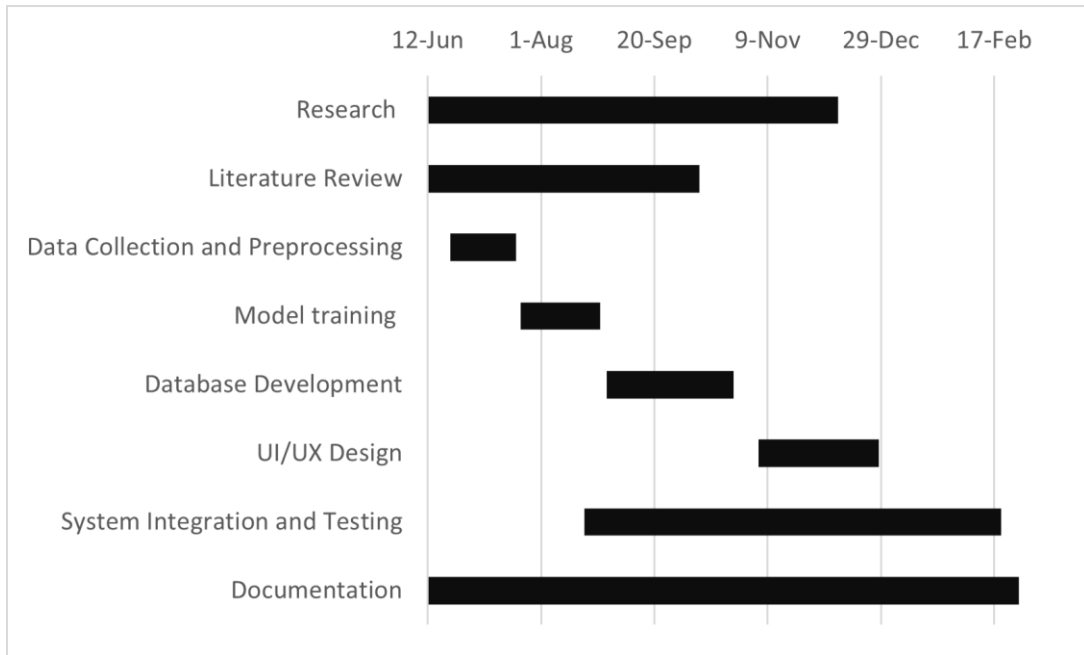 12-Jun 1-Aug 20-Sep 9-Nov 29-Dec 17-Feb
Research
Literature Review
Data Collection and Preprocessing
Model training
Database Development
UI/UX Design
System Integration and Testing
Documentation